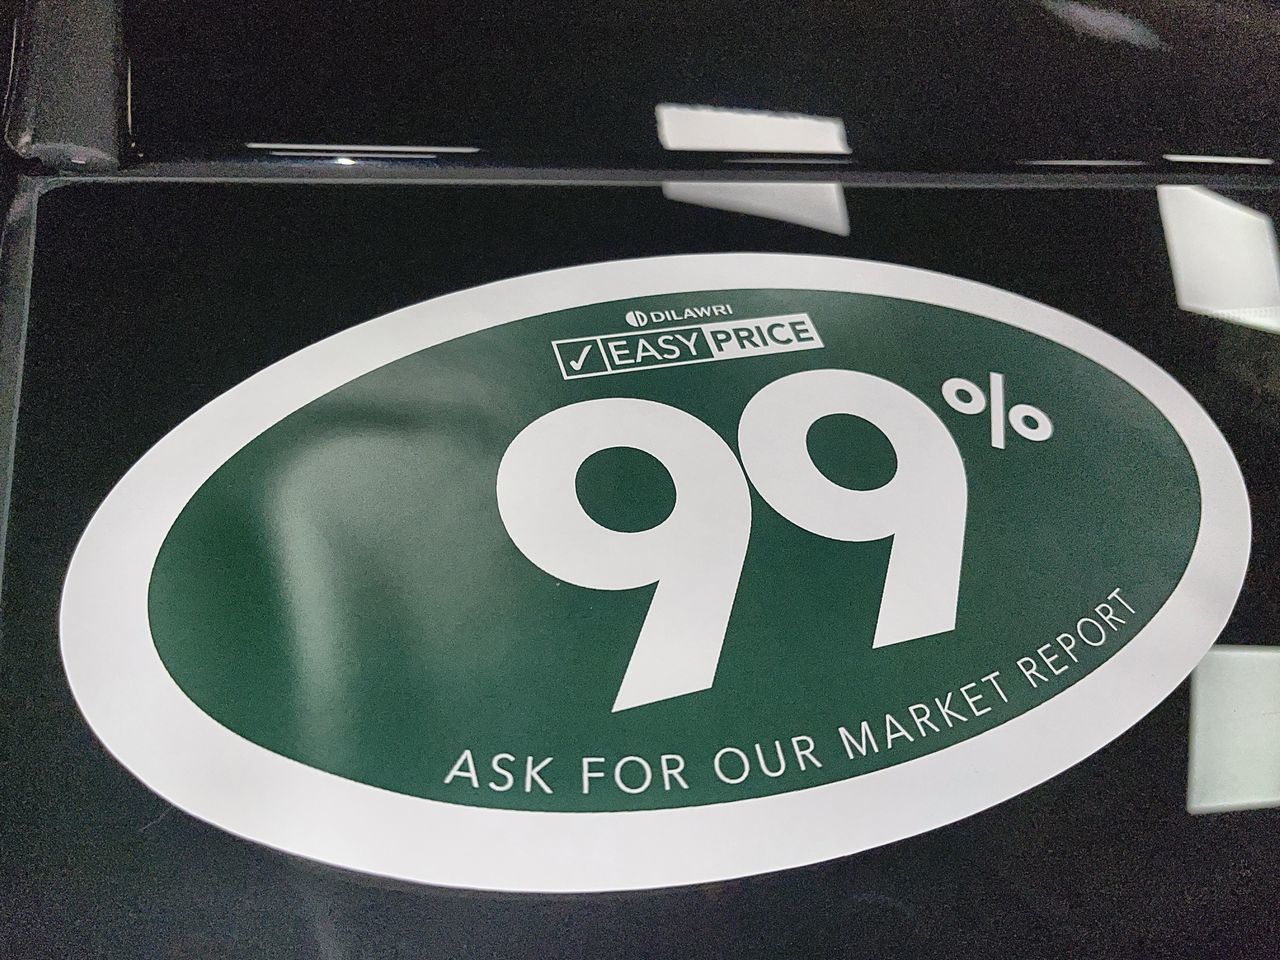 DILAWRI
✓ EASY PRICE
99%
ASK FOR OUR MARKET REPORT